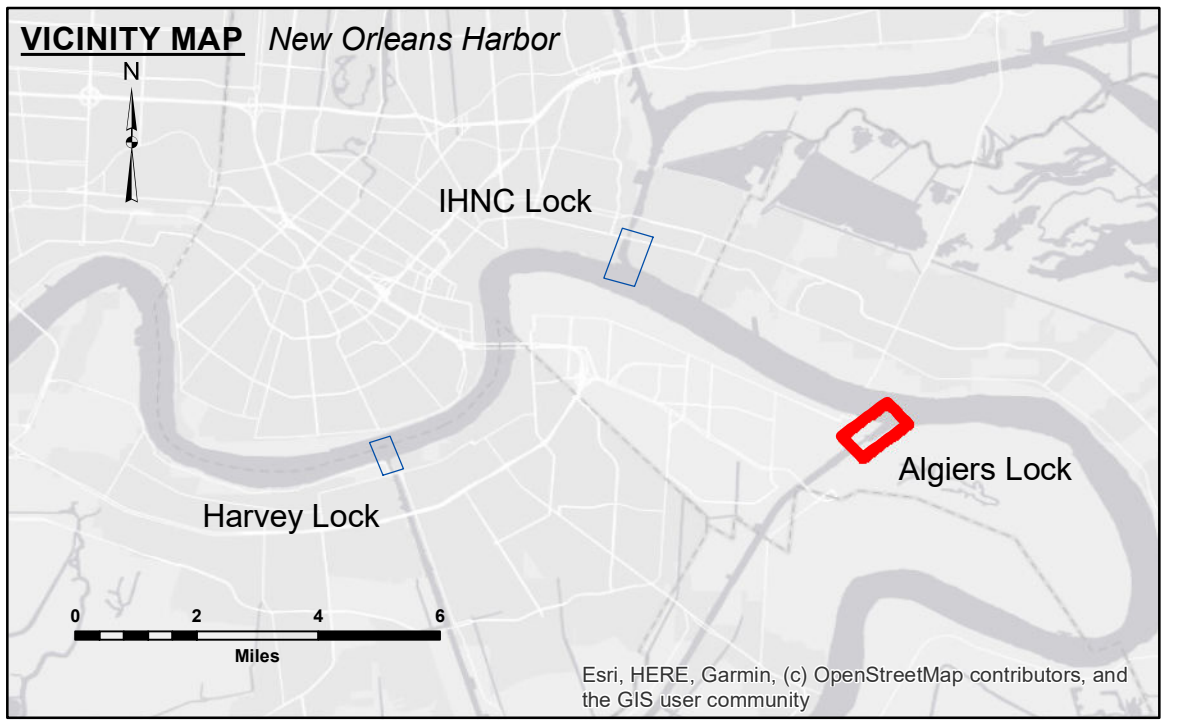 VICINITY MAP New Orleans Harbor
N
IHNC Lock
Algiers Lock
Harvey Lock
0 2 4 6
Miles
Esri, HERE, Garmin, (c) OpenStreetMap contributors, and
the GIS user community